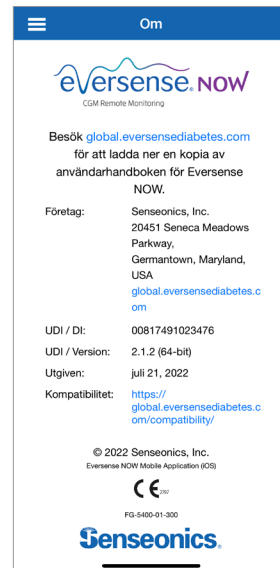 Om
eversense. NOW
CGM Remote Monitoring
Besök global.eversensediabetes.com
för att ladda ner en kopia av
användarhandboken för Eversense
NOW.
Företag: Senseonics, Inc.
20451 Seneca Meadows
Parkway,
Germantown, Maryland,
USA
global.eversensediabetes.c
om
UDI / DI: 00817491023476
UDI / Version: 2.1.2 (64-bit)
Utgiven: juli 21, 2022
Kompatibilitet: https://
global.eversensediabetes.c
om/compatibility/
© 2022 Senseonics, Inc.
Eversense NOW Mobile Application (iOS)
CE
FG-5400-01-300
Senseonics.